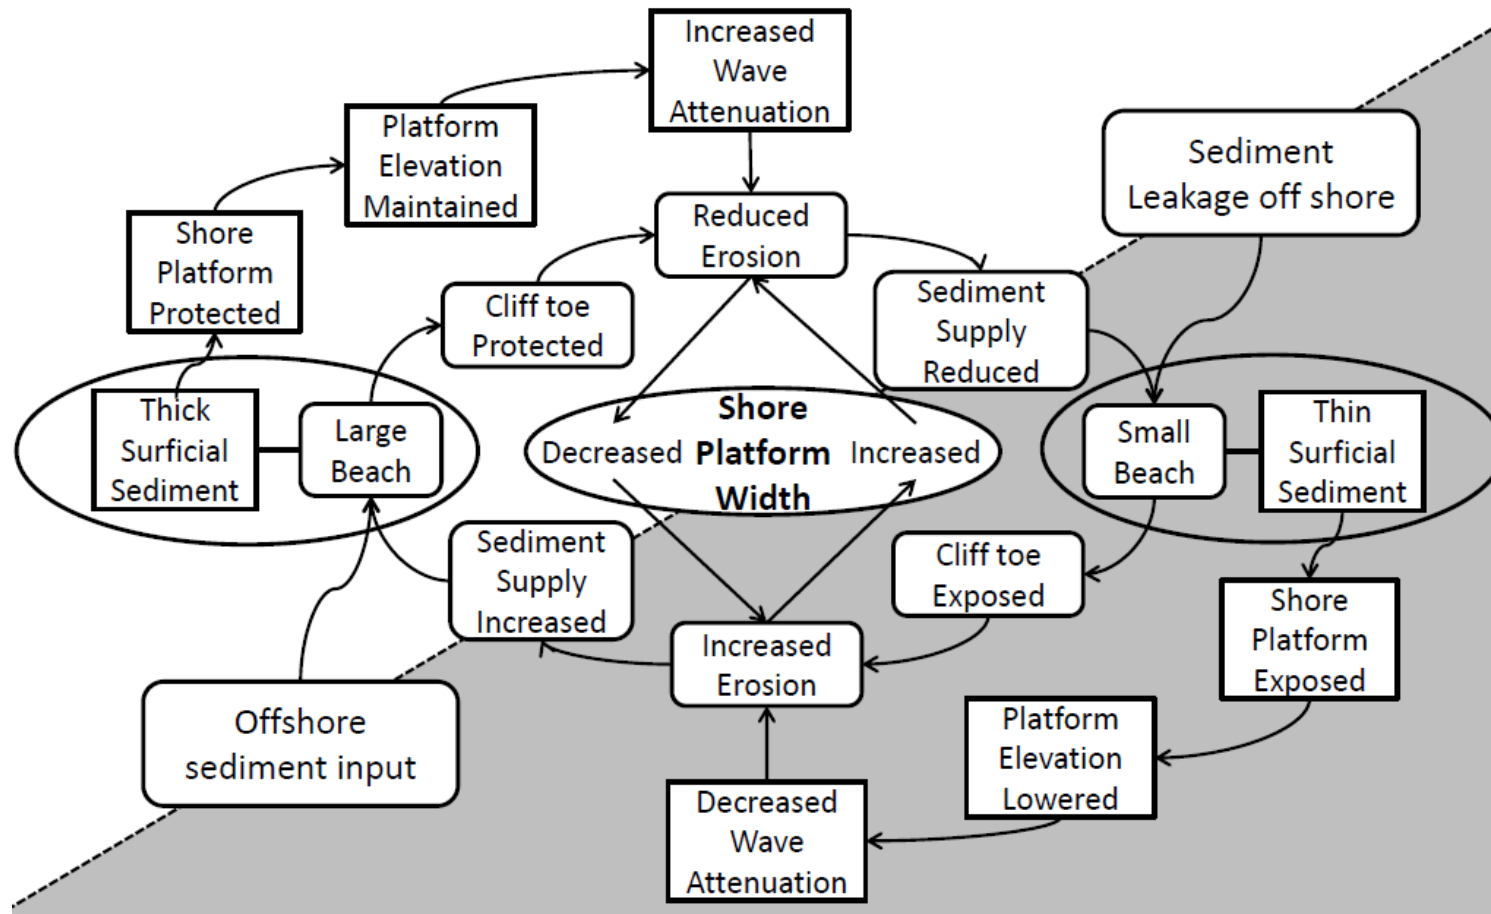 Increased
Wave
Attenuation
Platform
Elevation
Maintained
Sediment
Leakage off shore
Shore
Platform
Protected
Reduced
Erosion
Cliff toe
Protected
Sediment
Supply
Reduced
Thick
Surficial
Sediment
Large
Beach
Shore
Decreased Platform Increased
Width
Small
Beach
Thin
Surficial
Sediment
Sediment
Supply
Increased
Cliff toe
Exposed
Shore
Platform
Exposed
Increased
Erosion
Offshore
sediment input
Platform
Elevation
Lowered
Decreased
Wave
Attenuation